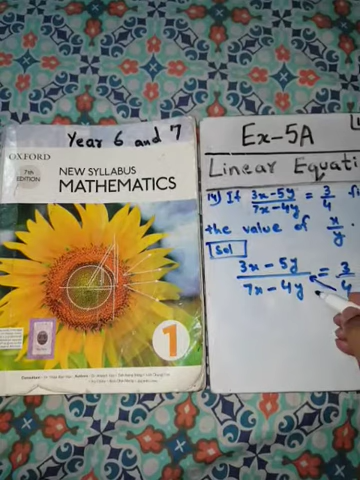 Year 6 and 7
OXFORD
7th
EDITION
NEW SYLLABUS
MATHEMATICS
1
Ex-5A
Linear Equati
14) If (3x-5y)/(7x-4y) = 3/4
the value of x/y.
Sol
(3x-5y)/(7x-4y) = 3/4